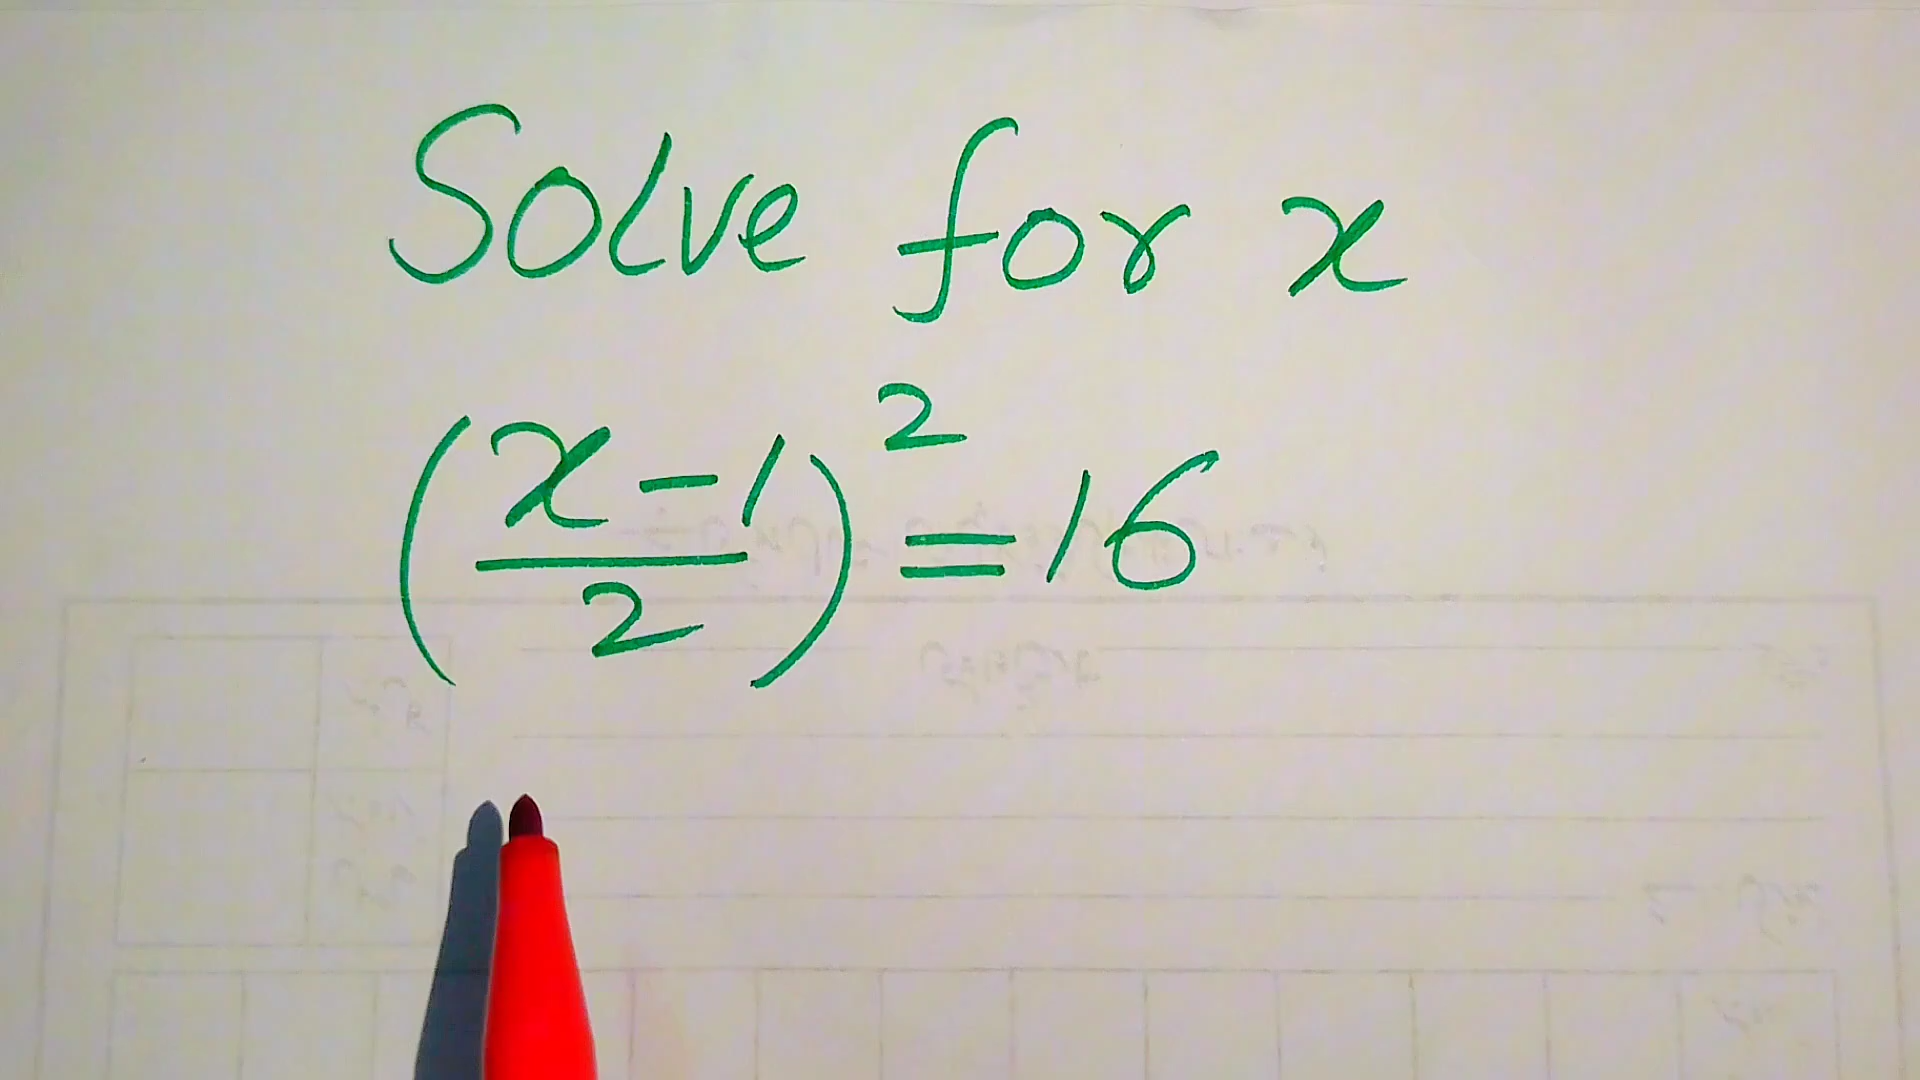 Solve for x
(x-1/2)² = 16